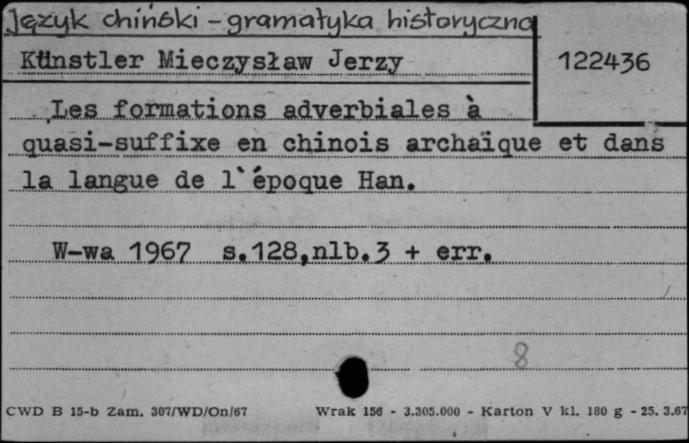 Język chiński - gramatyka historyczna
Künstler Mieczysław Jerzy
122436
Les formations adverbiales à
quasi-suffixe en chinois archaïque et dans
la langue de l`époque Han.
W-wa 1967 s.128,nlb.3 + err.
8
CWD B 15-b Zam. 307/WD/On/67 Wrak 156 - 3.305.000 - Karton V kl. 180 g - 25. 3.67